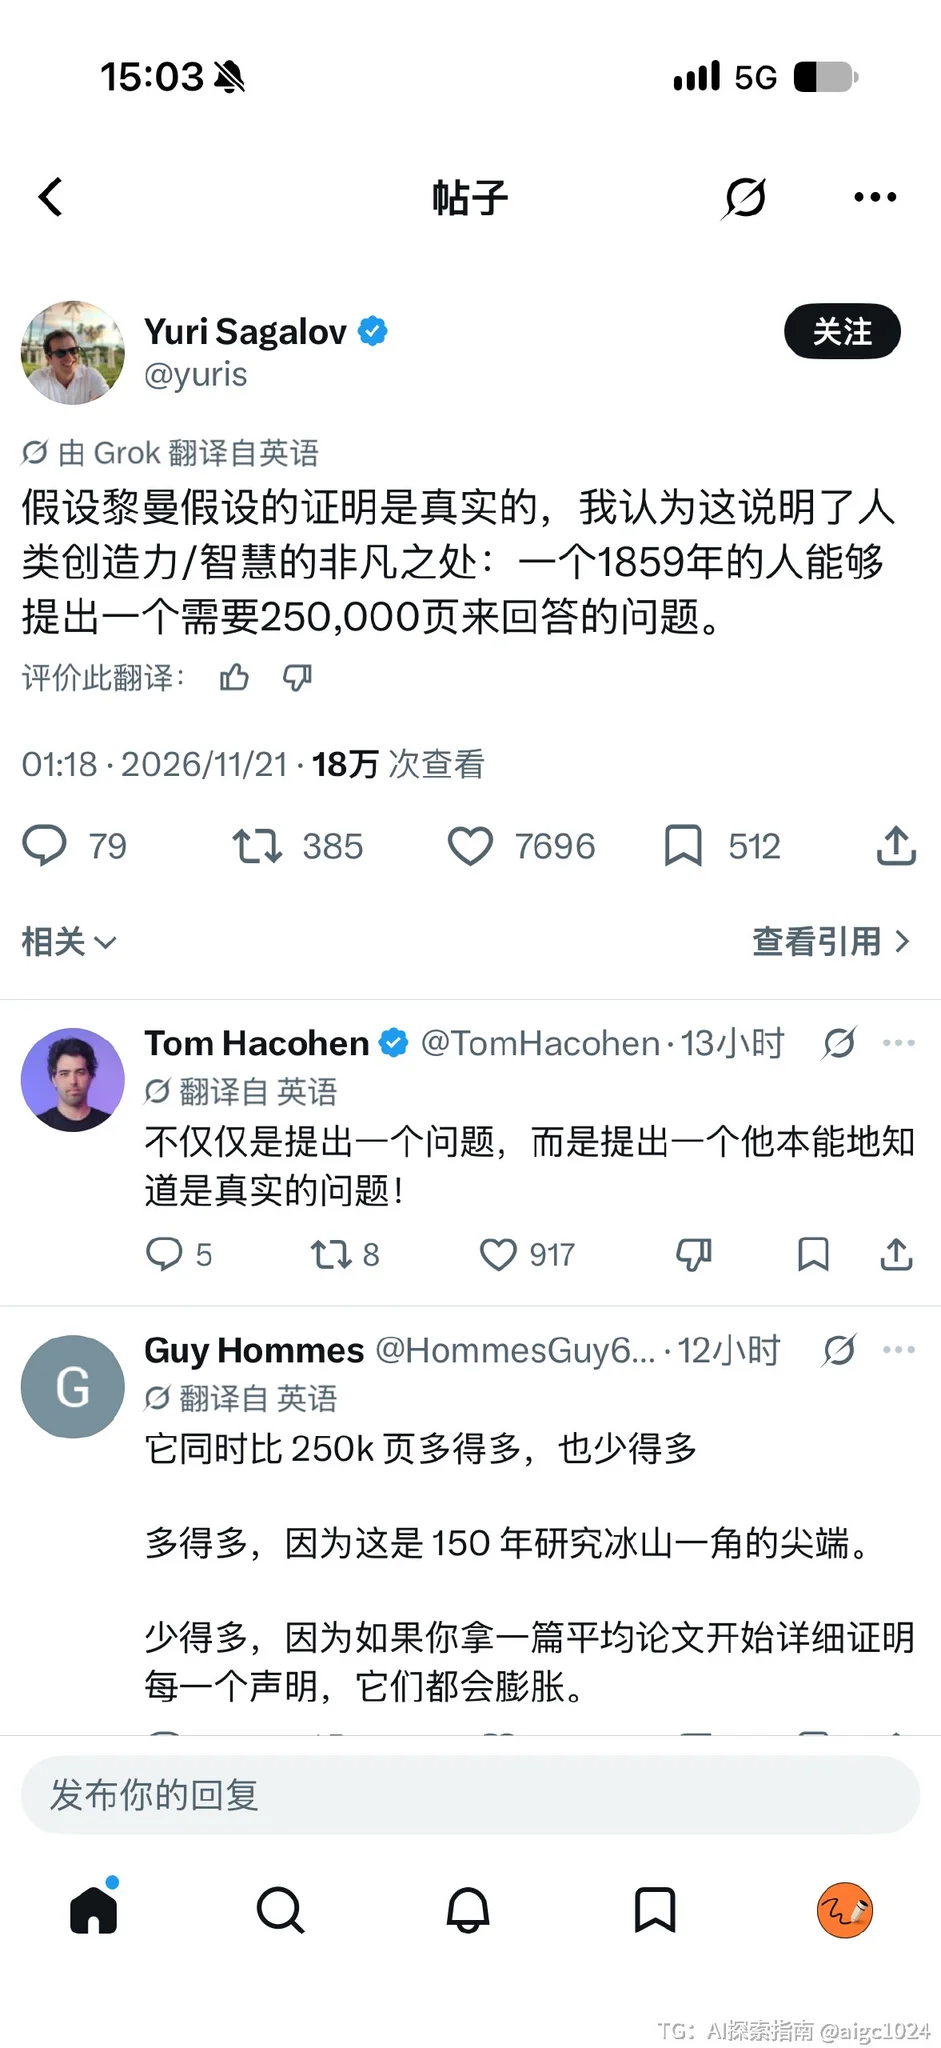 15:03
5G
帖子
Yuri Sagalov
@yuris
关注
由 Grok 翻译自英语
假设黎曼假设的证明是真实的，我认为这说明了人
类创造力/智慧的非凡之处：一个1859年的人能够
提出一个需要250,000页来回答的问题。
评价此翻译：
01:18 · 2026/11/21 · 18万 次查看
79 385 7696 512
相关 查看引用
Tom Hacohen @TomHacohen · 13小时
翻译自 英语
不仅仅是提出一个问题，而是提出一个他本能地知
道是真实的问题！
5 8 917
G
Guy Hommes @HommesGuy6... · 12小时
翻译自 英语
它同时比 250k 页多得多，也少得多
多得多，因为这是 150 年研究冰山一角的尖端。
少得多，因为如果你拿一篇平均论文开始详细证明
每一个声明，它们都会膨胀。
发布你的回复
TG：AI探索指南 @aigc1024